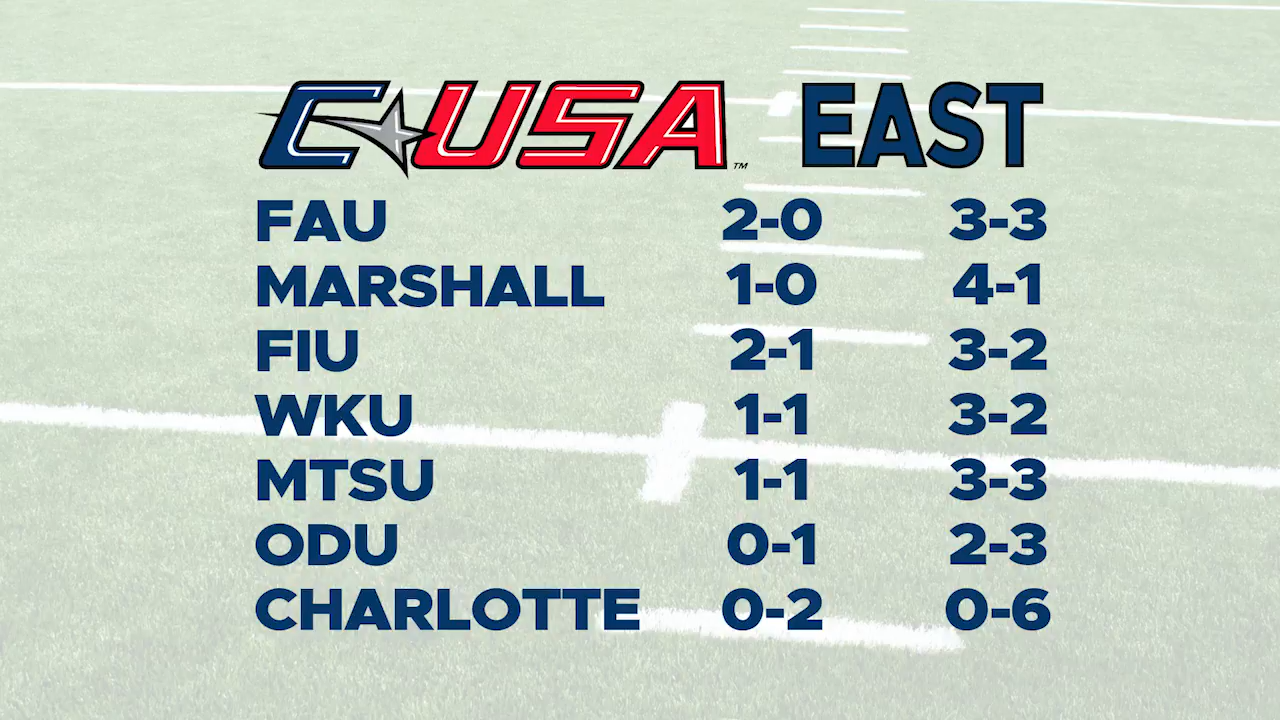 C USA™ EAST
FAU 2-0 3-3
MARSHALL 1-0 4-1
FIU 2-1 3-2
WKU 1-1 3-2
MTSU 1-1 3-3
ODU 0-1 2-3
CHARLOTTE 0-2 0-6